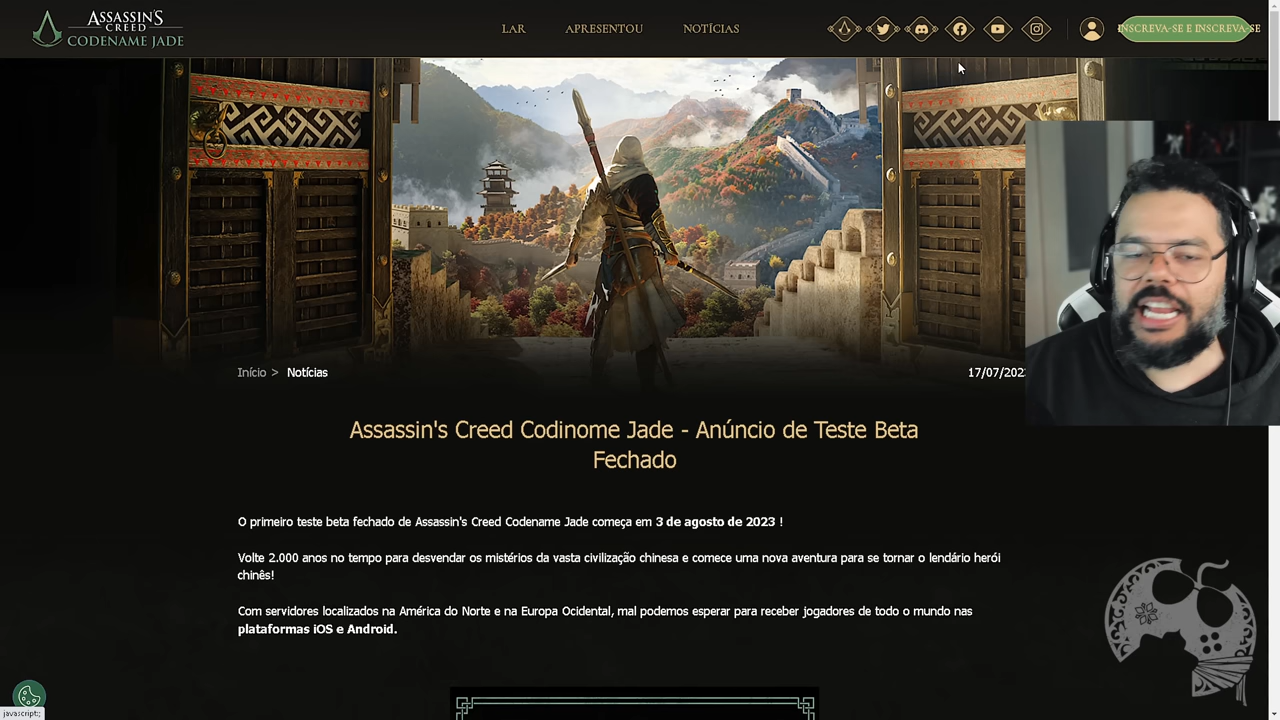 ASSASSIN'S
CREED
CODENAME JADE
LAR
APRESENTOU
NOTÍCIAS
INSCREVA-SE E INSCREVA-SE
Início > Notícias
17/07/202
Assassin's Creed Codinome Jade - Anúncio de Teste Beta
Fechado
O primeiro teste beta fechado de Assassin's Creed Codename Jade começa em 3 de agosto de 2023 !
Volte 2.000 anos no tempo para desvendar os mistérios da vasta civilização chinesa e comece uma nova aventura para se tornar o lendário herói
chinês!
Com servidores localizados na América do Norte e na Europa Ocidental, mal podemos esperar para receber jogadores de todo o mundo nas
plataformas iOS e Android.
javascript:;